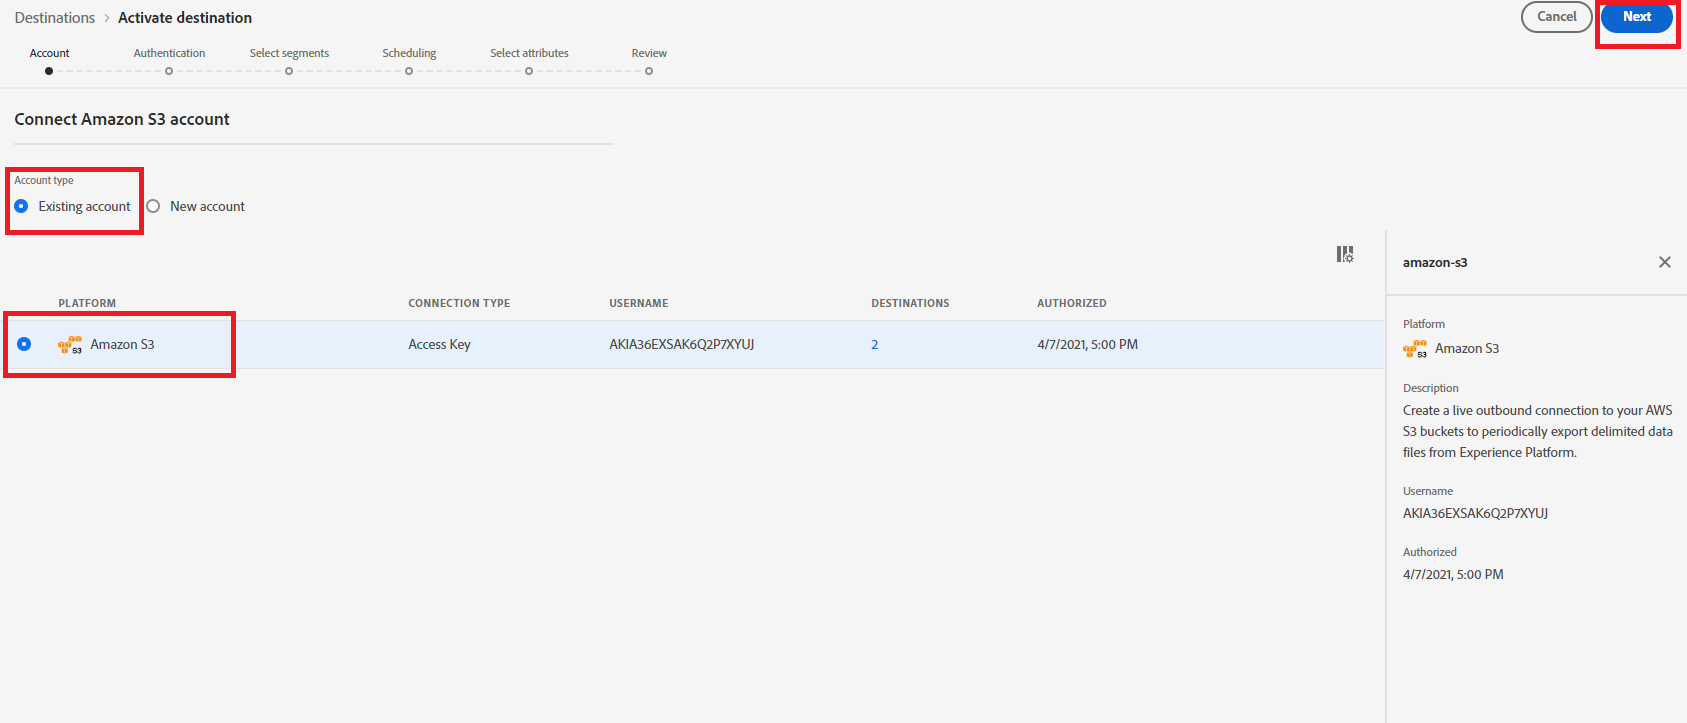 Destinations > Activate destination
Cancel
Next
Account
Authentication
Select segments
Scheduling
Select attributes
Review
Connect Amazon S3 account
Account type
Existing account
New account
PLATFORM
CONNECTION TYPE
USERNAME
DESTINATIONS
AUTHORIZED
S3
Amazon S3
Access Key
AKIA36EXSAK6Q2P7XYUJ
2
4/7/2021, 5:00 PM
amazon-s3
Platform
S3
Amazon S3
Description
Create a live outbound connection to your AWS
S3 buckets to periodically export delimited data
files from Experience Platform.
Username
AKIA36EXSAK6Q2P7XYUJ
Authorized
4/7/2021, 5:00 PM